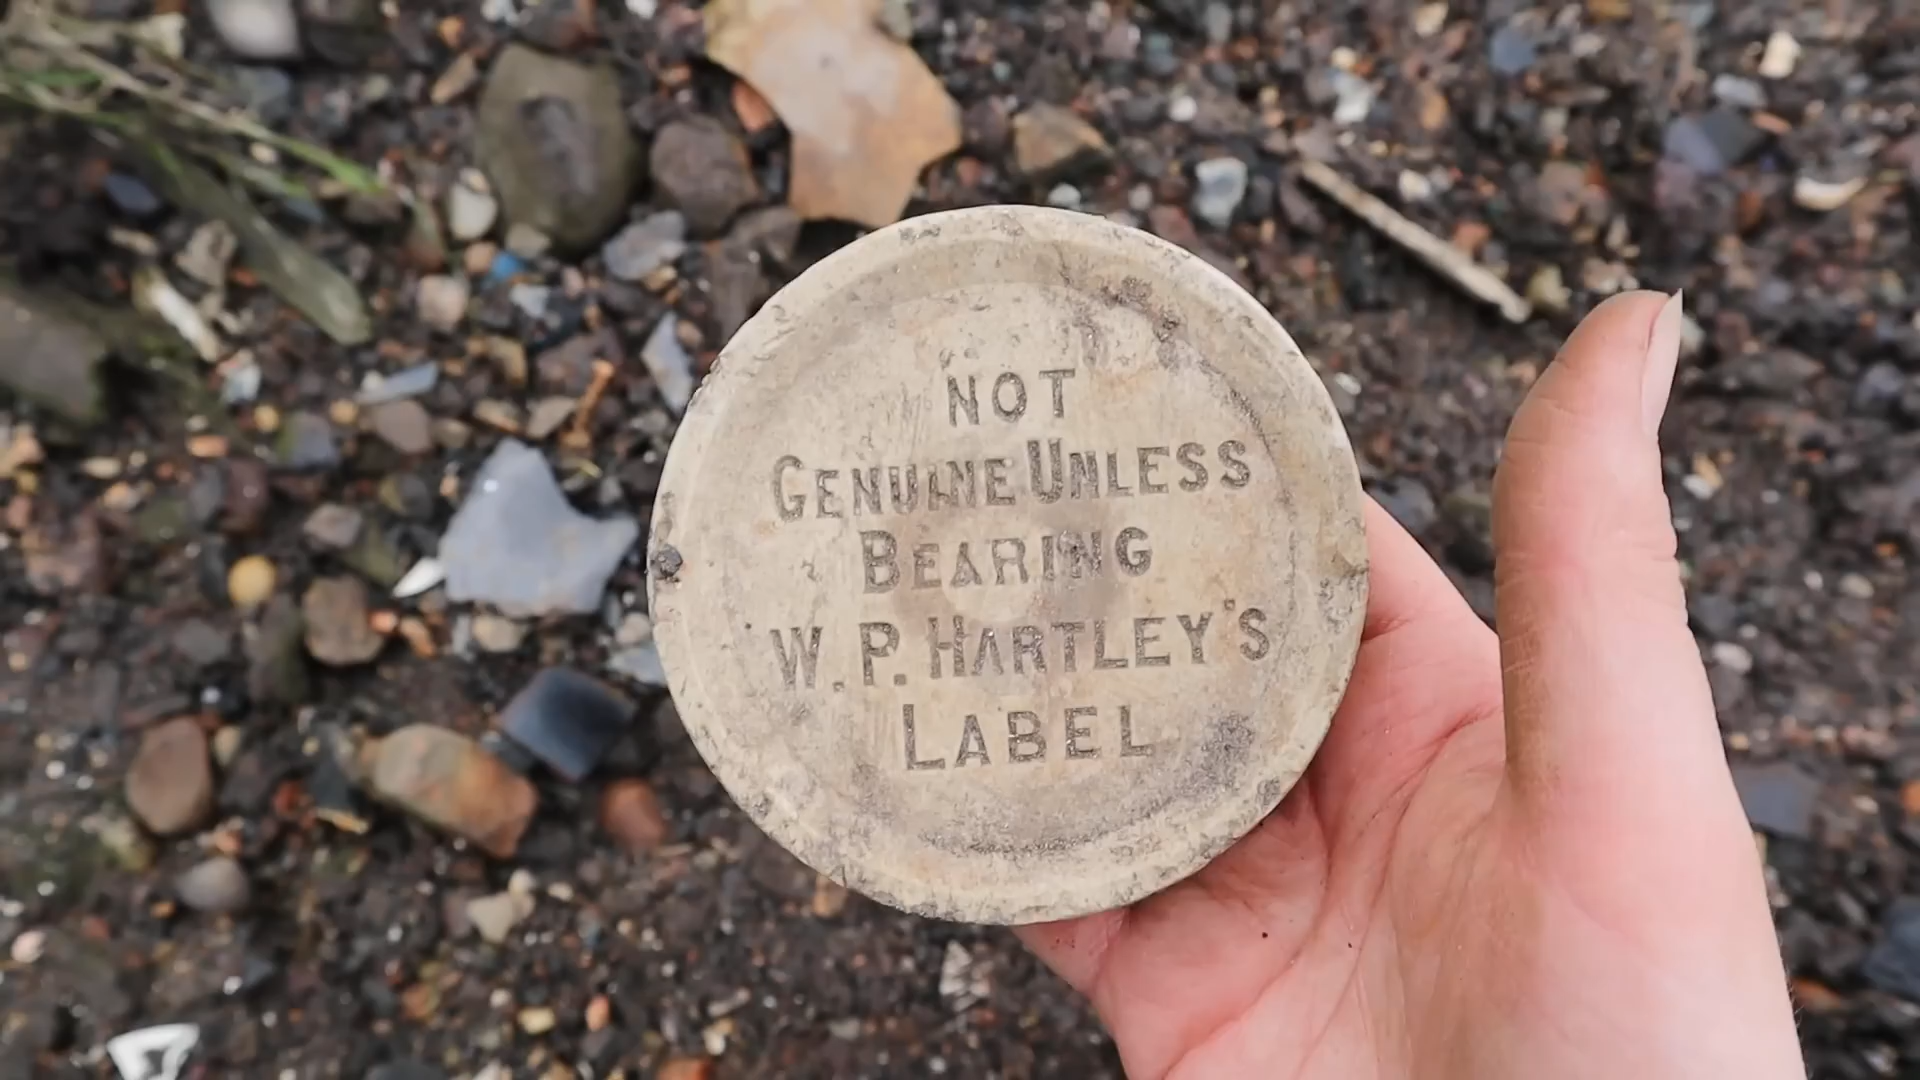 NOT
GENUINE UNLESS
BEARING
W. P. HARTLEY'S
LABEL